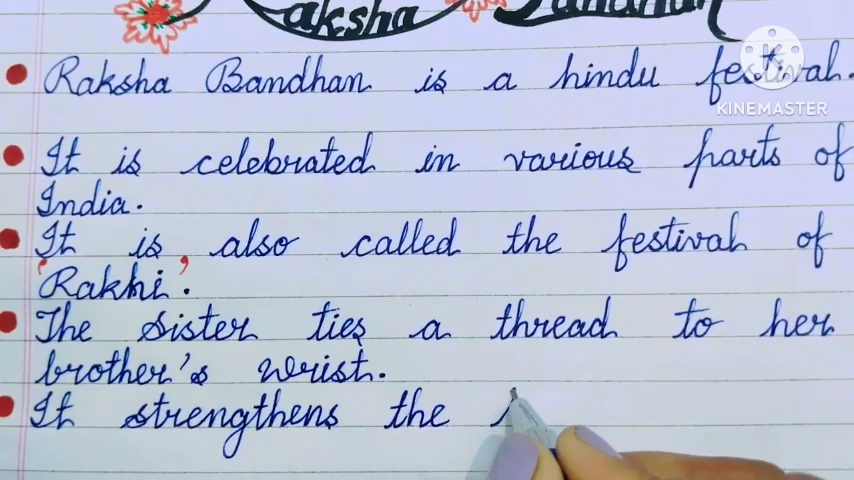 Raksha Bandhan
Raksha Bandhan is a hindu festival.
KINEMASTER
It is celebrated in various parts of
India.
It is also called the festival of
'Rakhi'.
The Sister ties a thread to her
brother's wrist.
It strengthens the